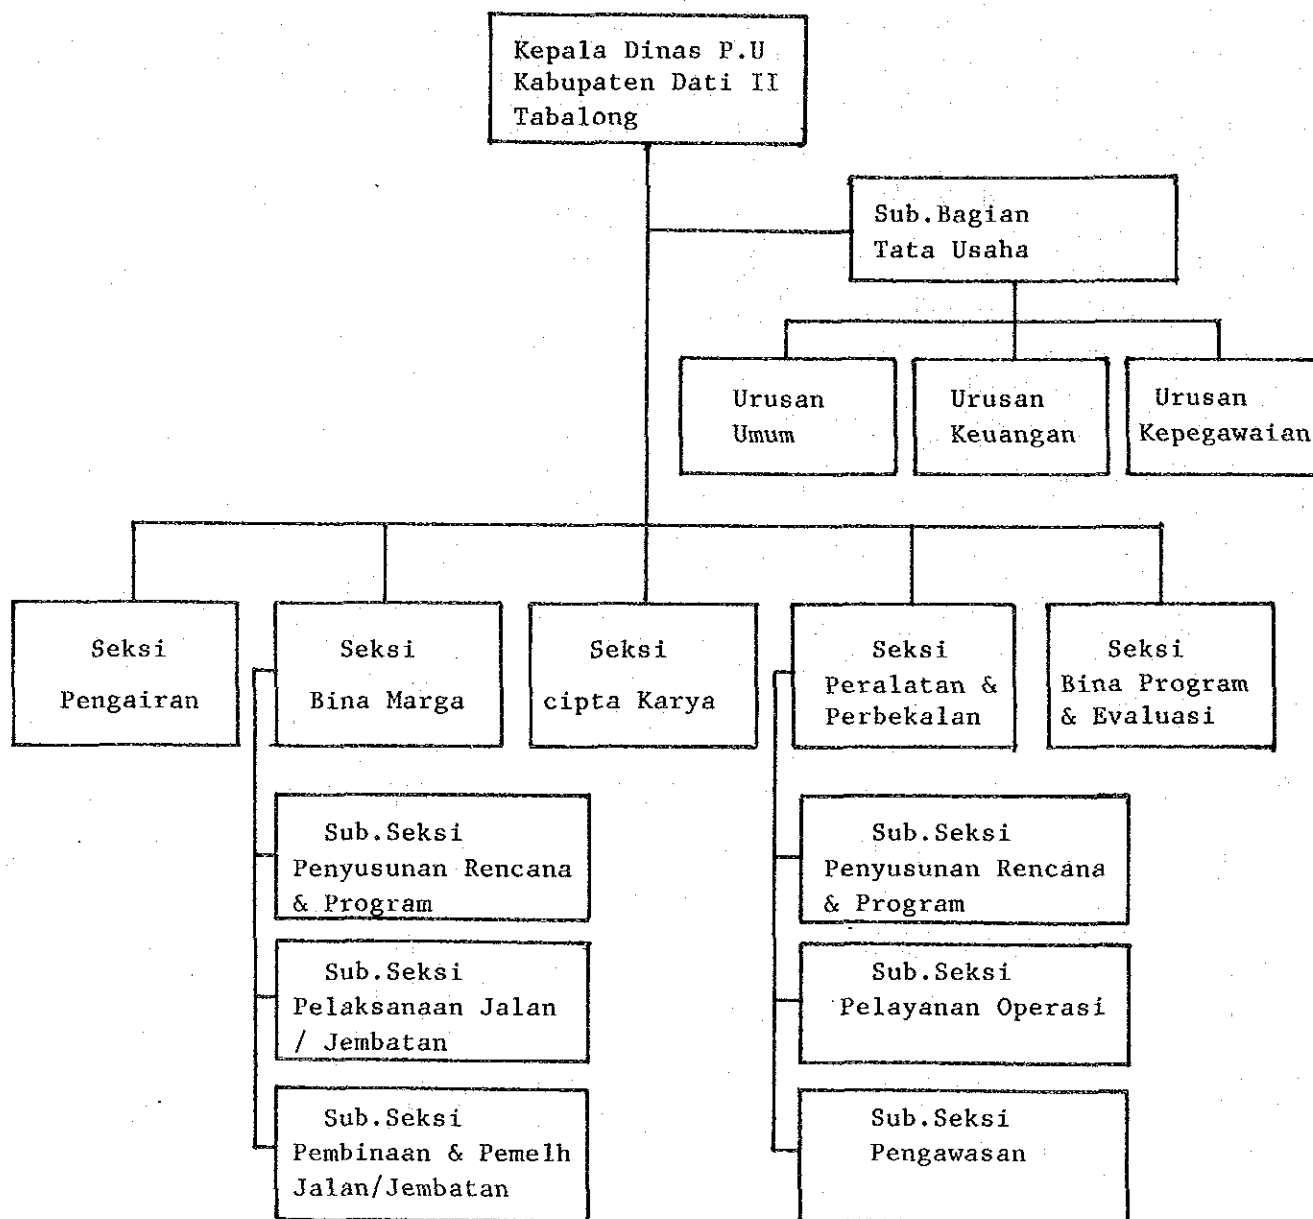 Kepala Dinas P.U
Kabupaten Dati II
Tabalong
Sub.Bagian
Tata Usaha
Urusan
Umum
Urusan
Keuangan
Urusan
Kepegawaian
Seksi
Pengairan
Seksi
Bina Marga
Seksi
cipta Karya
Seksi
Peralatan &
Perbekalan
Seksi
Bina Program
& Evaluasi
Sub.Seksi
Penyusunan Rencana
& Program
Sub.Seksi
Pelaksanaan Jalan
/ Jembatan
Sub.Seksi
Pembinaan & Pemelh
Jalan/Jembatan
Sub.Seksi
Penyusunan Rencana
& Program
Sub.Seksi
Pelayanan Operasi
Sub.Seksi
Pengawasan